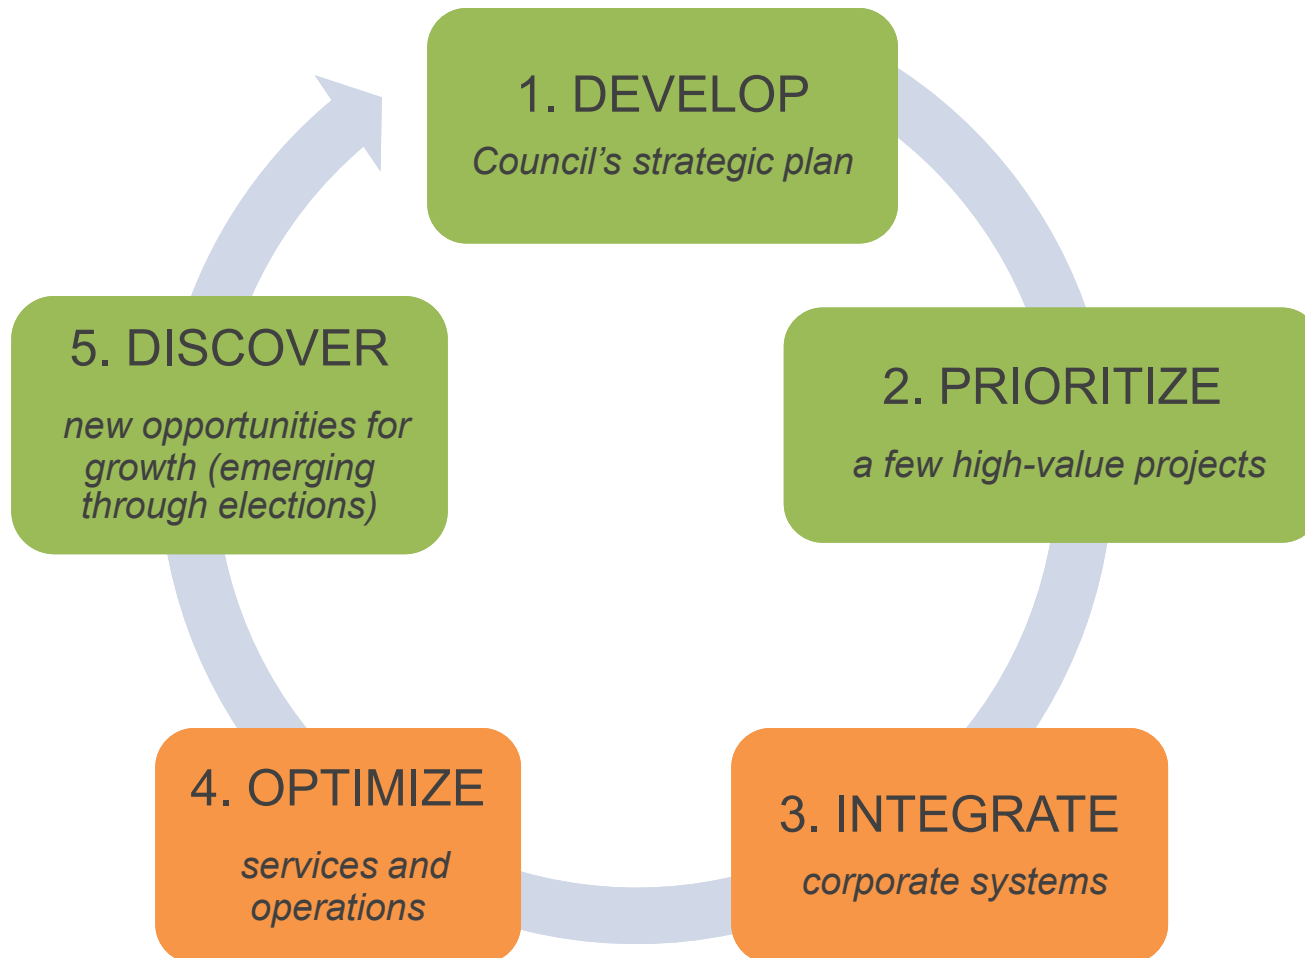 1. DEVELOP
Council’s strategic plan
2. PRIORITIZE
a few high-value projects
3. INTEGRATE
corporate systems
4. OPTIMIZE
services and
operations
5. DISCOVER
new opportunities for
growth (emerging
through elections)